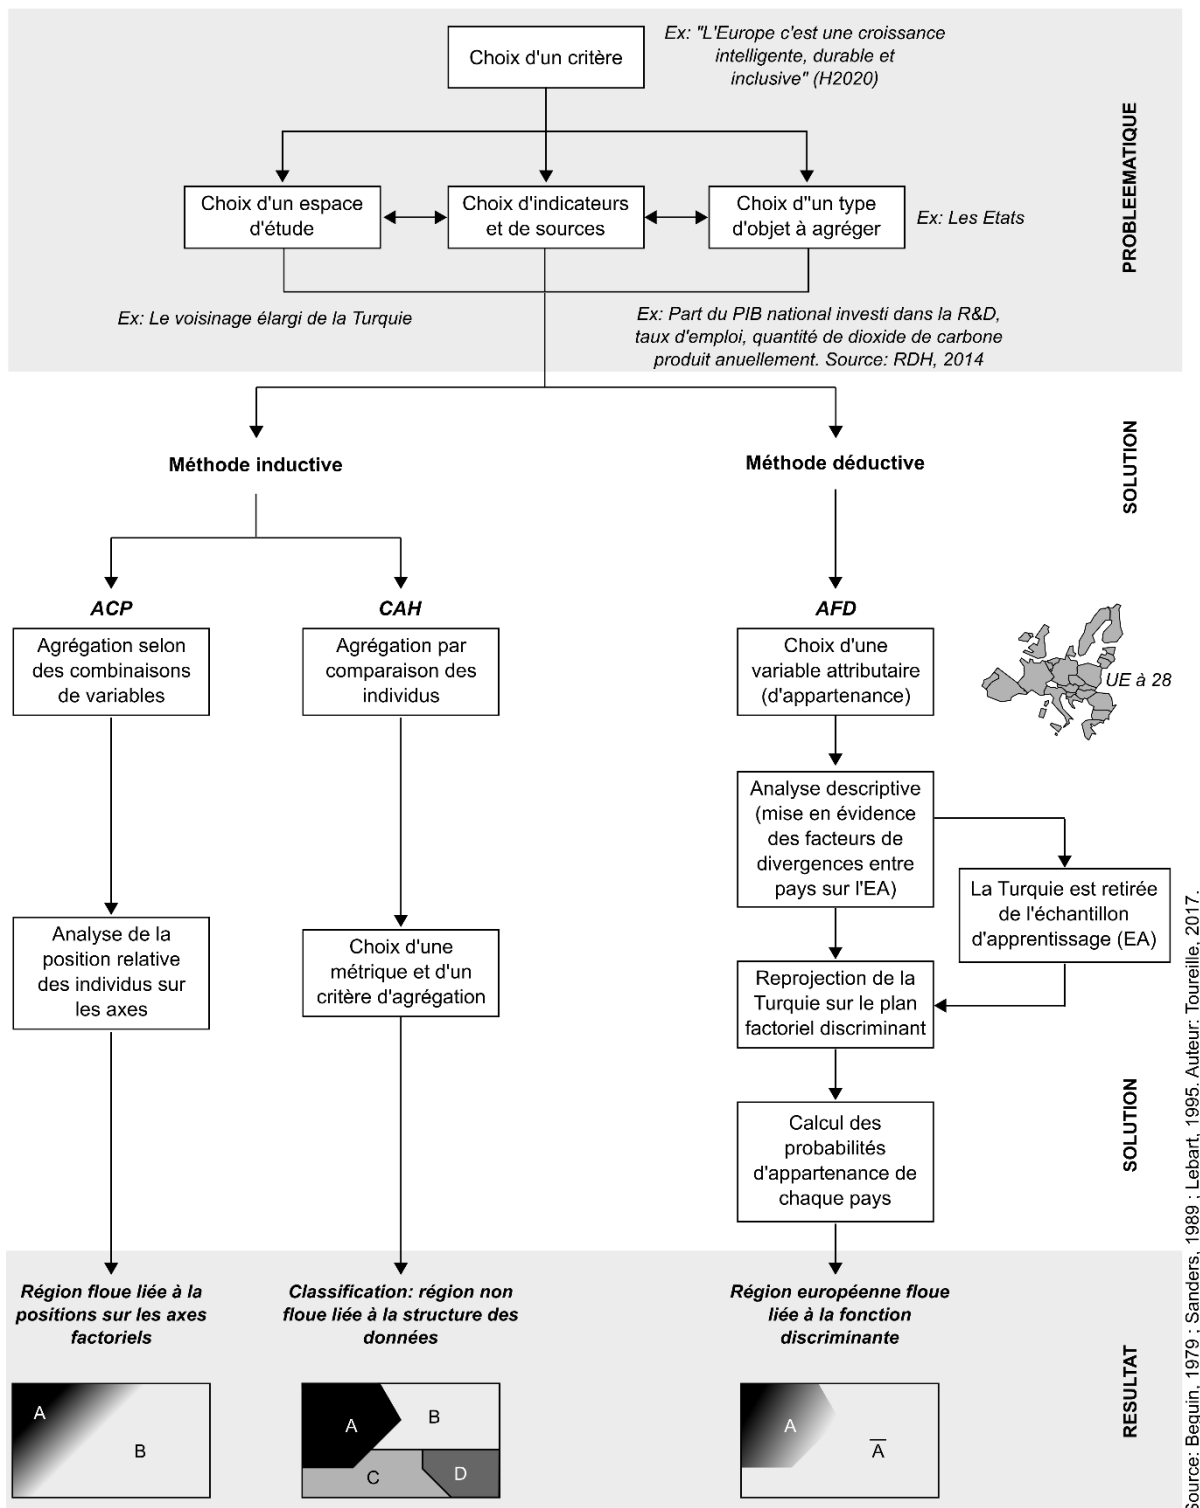 Choix d'un critère
Ex: "L'Europe c'est une croissance
intelligente, durable et
inclusive" (H2020)
PROBLEEMATIQUE
Choix d'un espace
d'étude
Choix d'indicateurs
et de sources
Choix d"un type
d'objet à agréger
Ex: Les Etats
Ex: Le voisinage élargi de la Turquie
Ex: Part du PIB national investi dans la R&D,
taux d'emploi, quantité de dioxide de carbone
produit anuellement. Source: RDH, 2014
SOLUTION
Méthode inductive
Méthode déductive
ACP
Agrégation selon
des combinaisons
de variables
CAH
Agrégation par
comparaison des
individus
AFD
Choix d'une
variable attributaire
(d'appartenance)
UE à 28
Analyse descriptive
(mise en évidence
des facteurs de
divergences entre
pays sur l'EA)
La Turquie est retirée
de l'échantillon
d'apprentissage (EA)
Analyse de la
position relative
des individus sur
les axes
Choix d'une
métrique et d'un
critère d'agrégation
Reprojection de la
Turquie sur le plan
factoriel discriminant
Calcul des
probabilités
d'appartenance de
chaque pays
SOLUTION
Région floue liée à la
positions sur les axes
factoriels
Classification: région non
floue liée à la structure des
données
Région européenne floue
liée à la fonction
discriminante
RESULTAT
A
B
A
B
C
D
A
A̅
Source: Beguin, 1979 ; Sanders, 1989 ; Lebart, 1995. Auteur: Toureille, 2017.